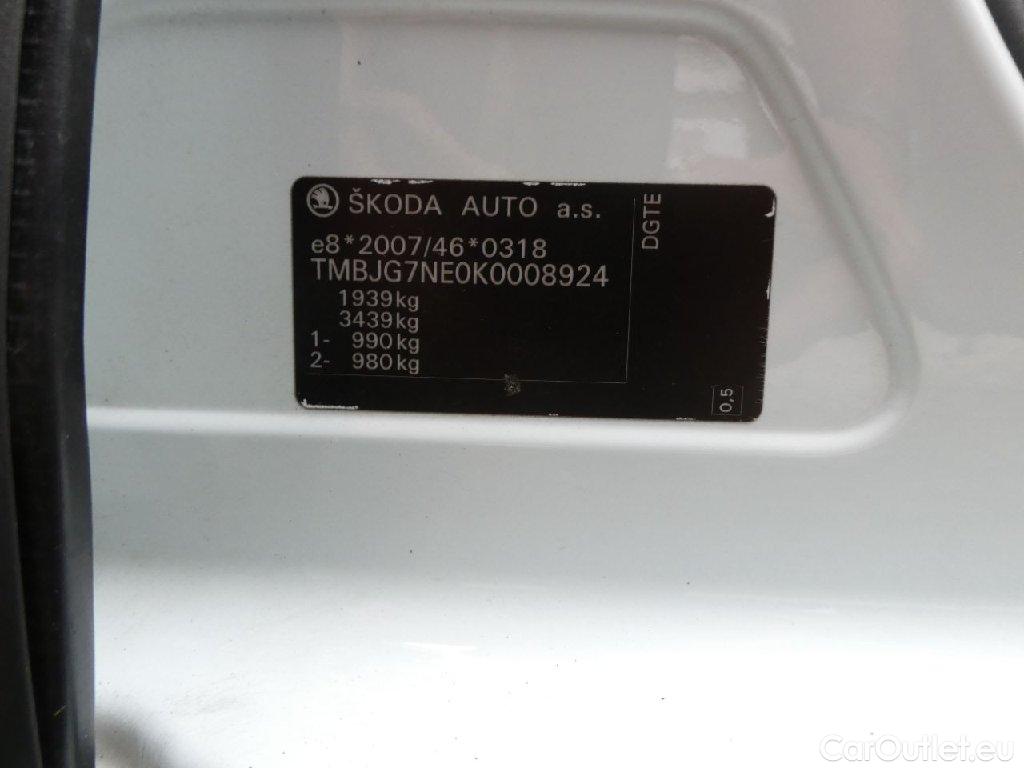 ŠKODA AUTO a.s.
e8*2007/46*0318
TMBJG7NE0K0008924
1939kg
3439kg
1- 990kg
2- 980kg
DGTE
0,5
CarOutlet.eu